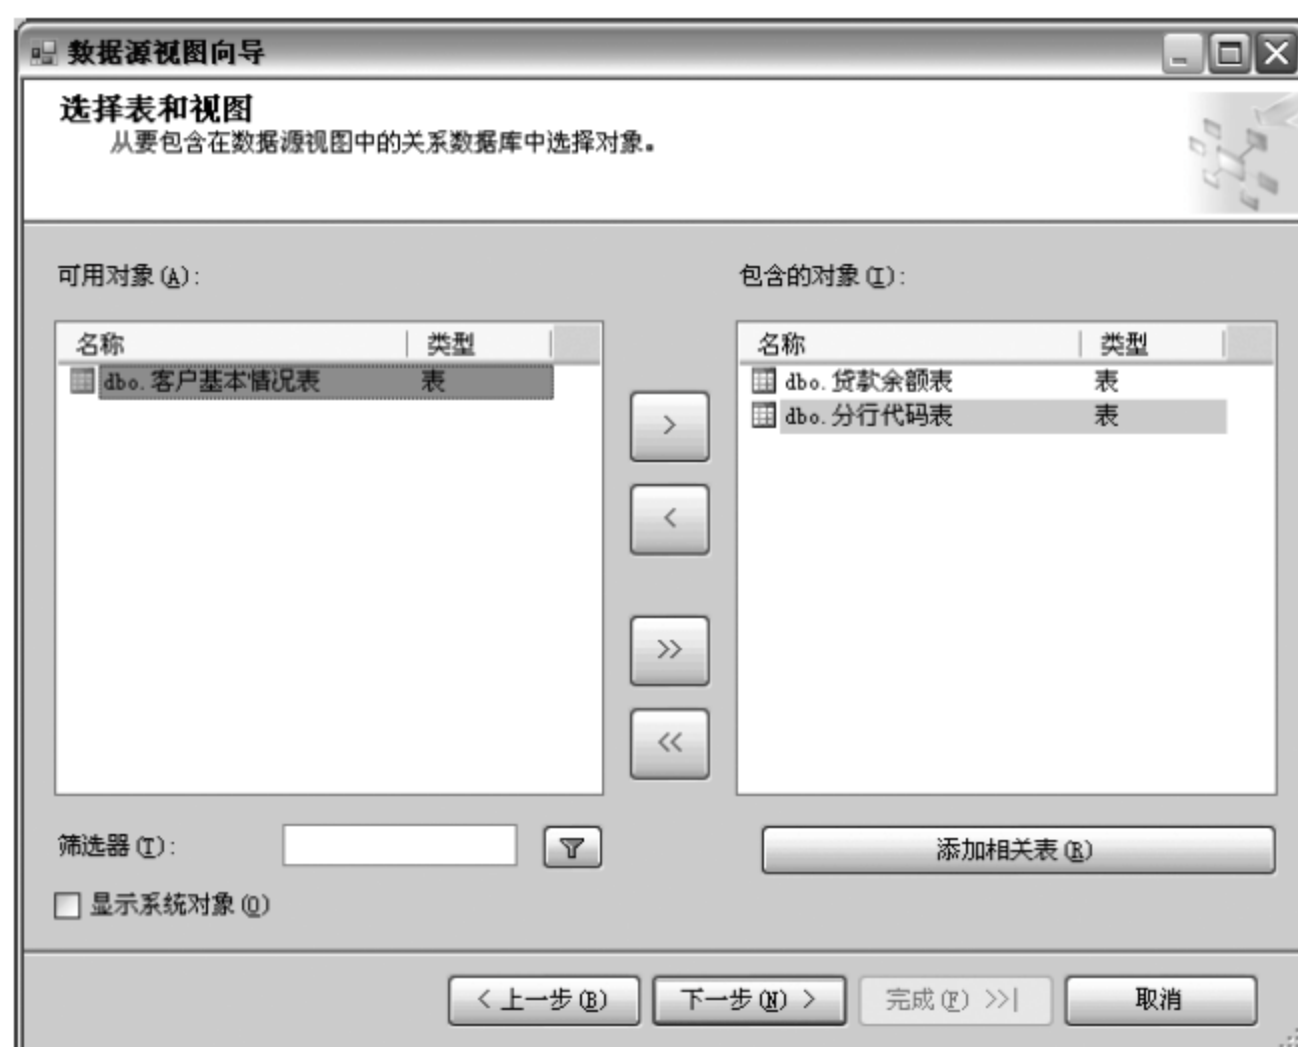 数据源视图向导
选择表和视图
从要包含在数据源视图中的关系数据库中选择对象。
可用对象(A):
包含的对象(I):
名称 类型
名称 类型
dbo.客户基本情况表 表
dbo.贷款余额表 表
dbo.分行代码表 表
>
<
>>
<<
筛选器(T):
添加相关表(R)
显示系统对象(O)
< 上一步(B) 下一步(N) > 完成(F) >>| 取消